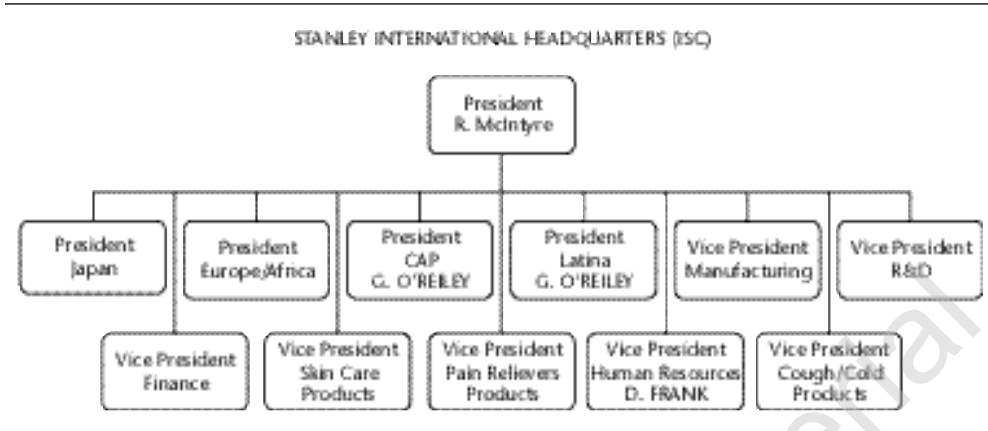 STANLEY INTERNATIONAL HEADQUARTERS (ISC)
President
R. McIntyre
President
Japan
President
Europe/Africa
President
CAP
G. O'REILEY
President
Latina
G. O'REILEY
Vice President
Manufacturing
Vice President
R&D
Vice President
Finance
Vice President
Skin Care
Products
Vice President
Pain Relievers
Products
Vice President
Human Resources
D. FRANK
Vice President
Cough/Cold
Products